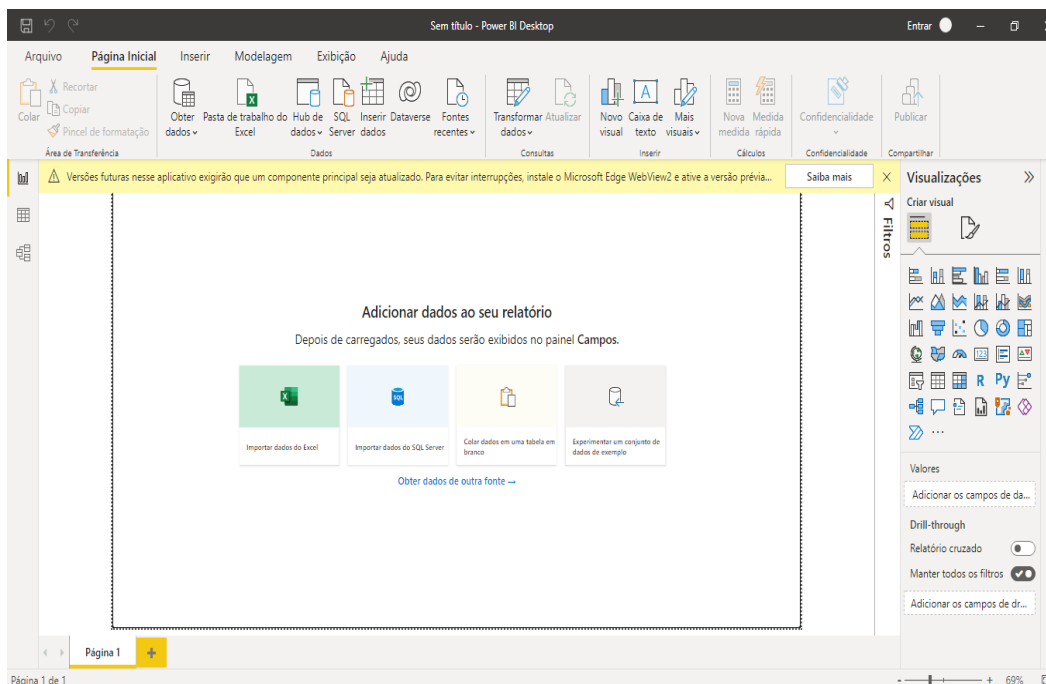 Sem título - Power BI Desktop
Entrar
Arquivo Página Inicial Inserir Modelagem Exibição Ajuda
Colar
Recortar
Copiar
Pincel de formatação
Área de Transferência
Obter dados
Pasta de trabalho do Excel
Hub de dados
SQL Server
Inserir dados
Dataverse
Fontes recentes
Dados
Transformar dados
Atualizar
Consultas
Novo visual
Caixa de texto
Mais visuais
Inserir
Nova medida
Medida rápida
Cálculos
Confidencialidade
Confidencialidade
Publicar
Compartilhar
Versões futuras nesse aplicativo exigirão que um componente principal seja atualizado. Para evitar interrupções, instale o Microsoft Edge WebView2 e ative a versão prévia...
Saiba mais
Filtros
Visualizações
Criar visual
123
R Py
Adicionar dados ao seu relatório
Depois de carregados, seus dados serão exibidos no painel Campos.
X
SQL
Importar dados do Excel
Importar dados do SQL Server
Colar dados em uma tabela em
branco
Experimentar um conjunto de
dados de exemplo
Obter dados de outra fonte →
Valores
Adicionar os campos de da...
Drill-through
Relatório cruzado
Manter todos os filtros
Adicionar os campos de dr...
Página 1
Página 1 de 1
69%